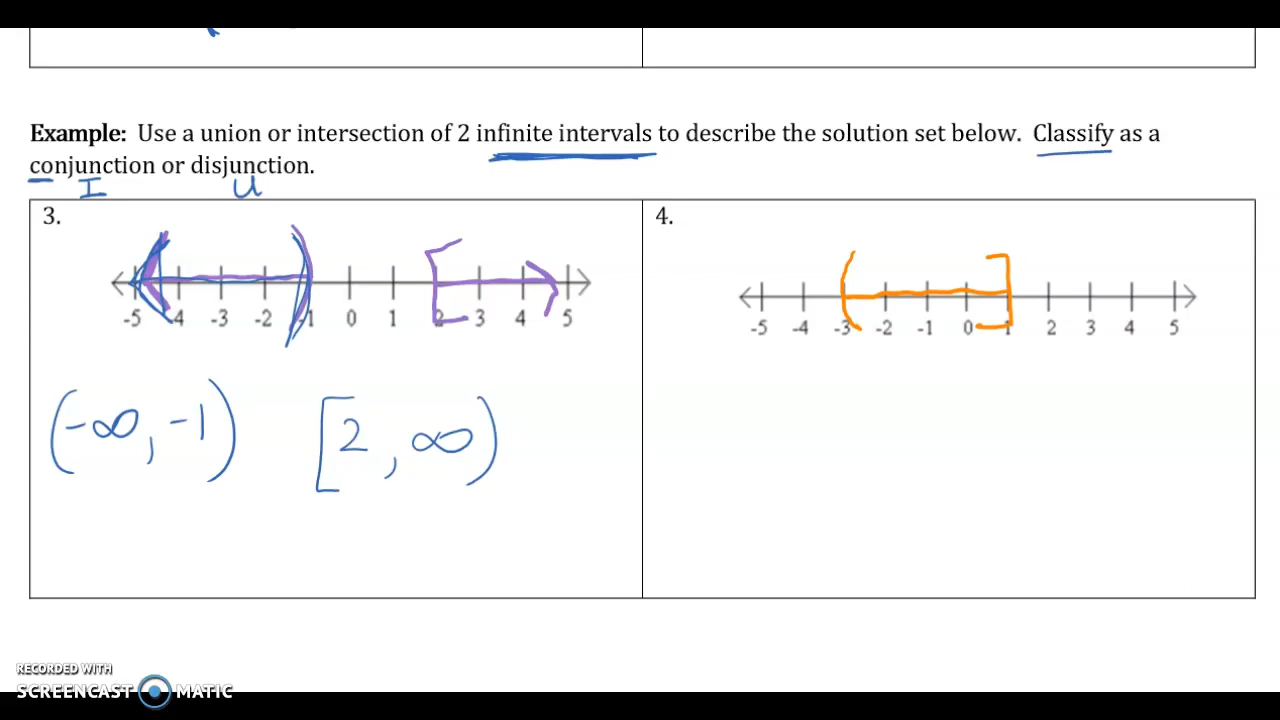 Example: Use a union or intersection of 2 infinite intervals to describe the solution set below. Classify as a
conjunction or disjunction.
I U
3.
-5 -4 -3 -2 -1 0 1 2 3 4 5
(-∞, -1) [2, ∞)
4.
-5 -4 -3 -2 -1 0 1 2 3 4 5
RECORDED WITH
SCREENCAST MATIC